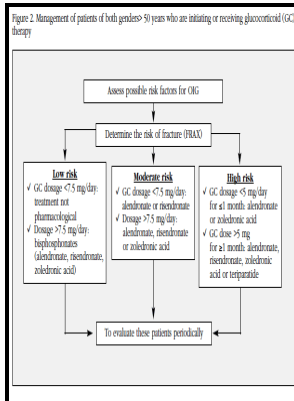 Figure 2. Management of patients of both genders> 50 years who are initiating or receiving glucocorticoid (GC)
therapy
Assess possible risk factors for OIG
Determine the risk of fracture (FRAX)
Low risk
✓ GC dosage <7.5 mg/day:
treatment not
pharmacological
✓ Dosage >7.5 mg/day:
bisphosphonates
(alendronate, risendronate,
zoledronic acid)
Moderate risk
✓ GC dosage <7.5 mg/day:
alendronate or risendronate
✓ Dosage >7.5 mg/day:
alendronate, risedronate
or zoledronic acid
High risk
✓ GC dosage <5 mg/day
for ≤1 month: alendronate
or zoledronic acid
✓ GC dose >5 mg
for ≥1 month: alendronate,
risendronate, zoledronic
acid or teriparatide
To evaluate these patients periodically